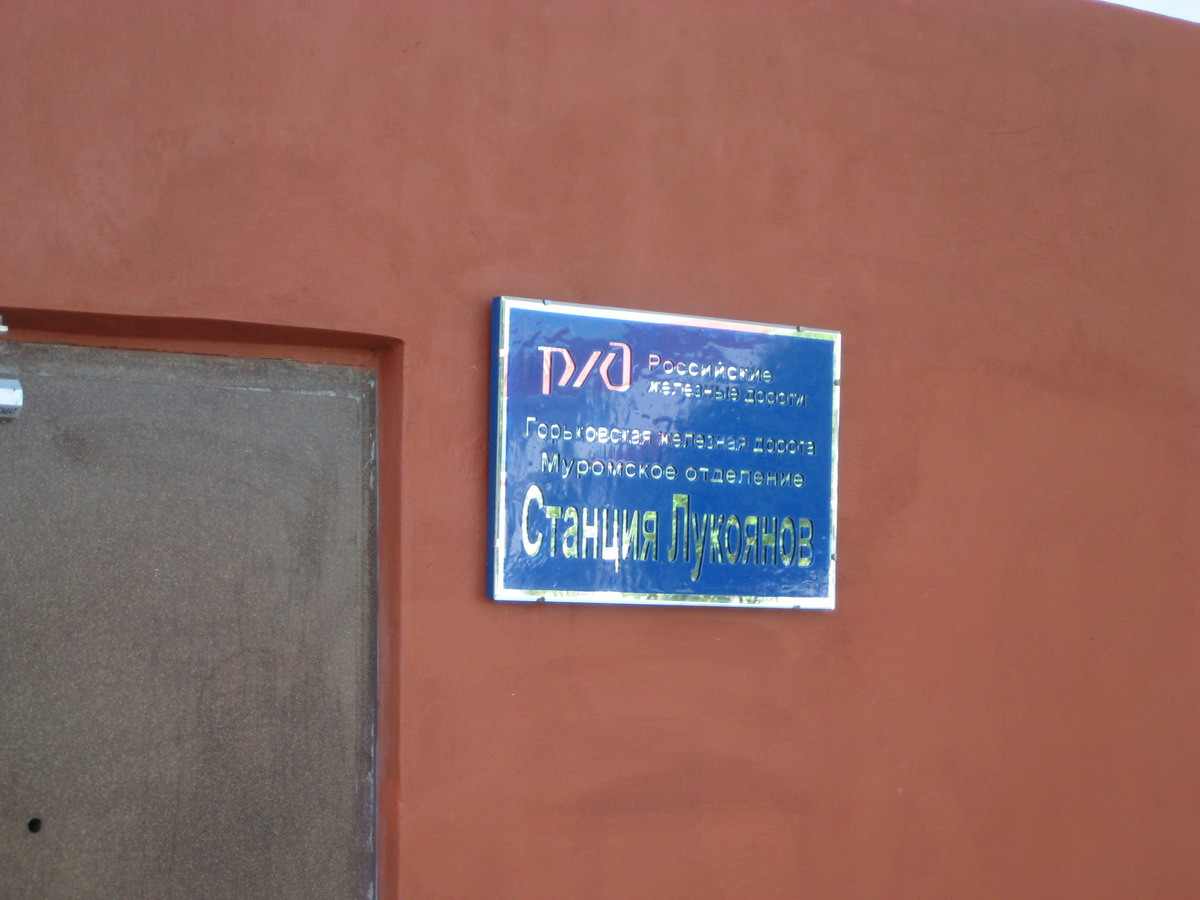 РЖД Российские
железные дороги
Горьковская железная дорога
Муромское отделение
Станция Лукоянов